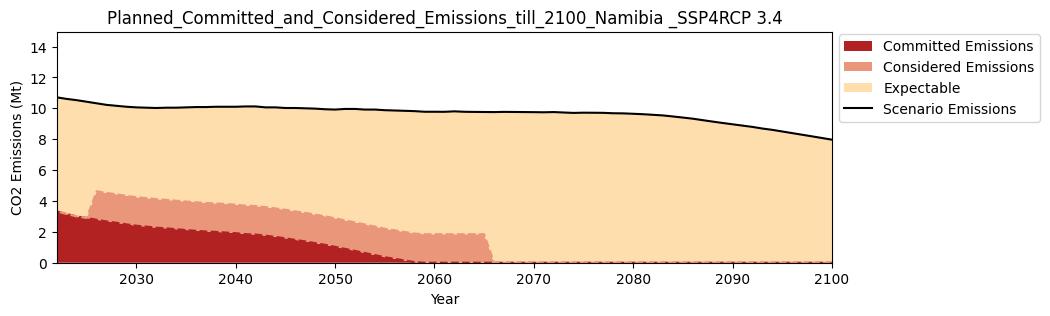 Planned_Committed_and_Considered_Emissions_till_2100_Namibia _SSP4RCP 3.4
Committed Emissions
Considered Emissions
Expectable
Scenario Emissions
CO2 Emissions (Mt)
14
12
10
8
6
4
2
0
2030 2040 2050 2060 2070 2080 2090 2100
Year